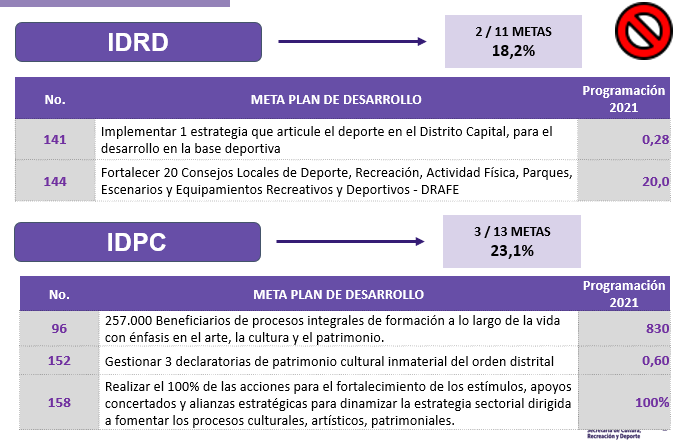 IDRD
2 / 11 METAS
18,2%
No. META PLAN DE DESARROLLO Programación 2021
141 Implementar 1 estrategia que articule el deporte en el Distrito Capital, para el
desarrollo en la base deportiva 0,28
144 Fortalecer 20 Consejos Locales de Deporte, Recreación, Actividad Física, Parques,
Escenarios y Equipamientos Recreativos y Deportivos - DRAFE 20,0
IDPC
3 / 13 METAS
23,1%
No. META PLAN DE DESARROLLO Programación 2021
96 257.000 Beneficiarios de procesos integrales de formación a lo largo de la vida
con énfasis en el arte, la cultura y el patrimonio. 830
152 Gestionar 3 declaratorias de patrimonio cultural inmaterial del orden distrital 0,60
158 Realizar el 100% de las acciones para el fortalecimiento de los estímulos, apoyos
concertados y alianzas estratégicas para dinamizar la estrategia sectorial dirigida
a fomentar los procesos culturales, artísticos, patrimoniales. 100%
Secretaría de Cultura,
Recreación y Deporte